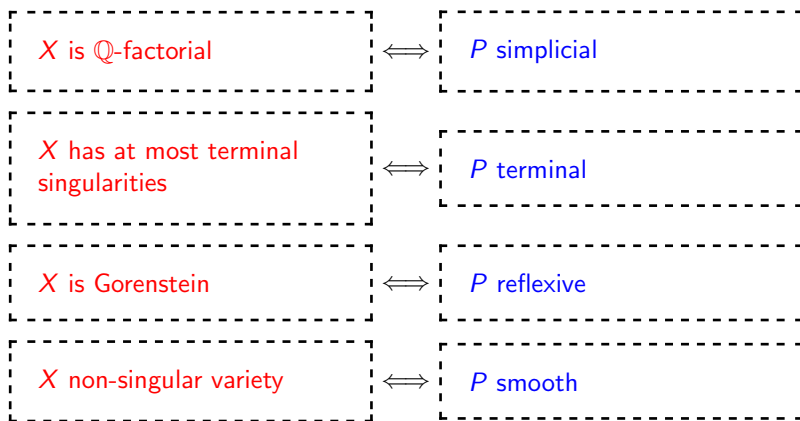 X is ℚ-factorial ⟺ P simplicial
X has at most terminal
singularities ⟺ P terminal
X is Gorenstein ⟺ P reflexive
X non-singular variety ⟺ P smooth